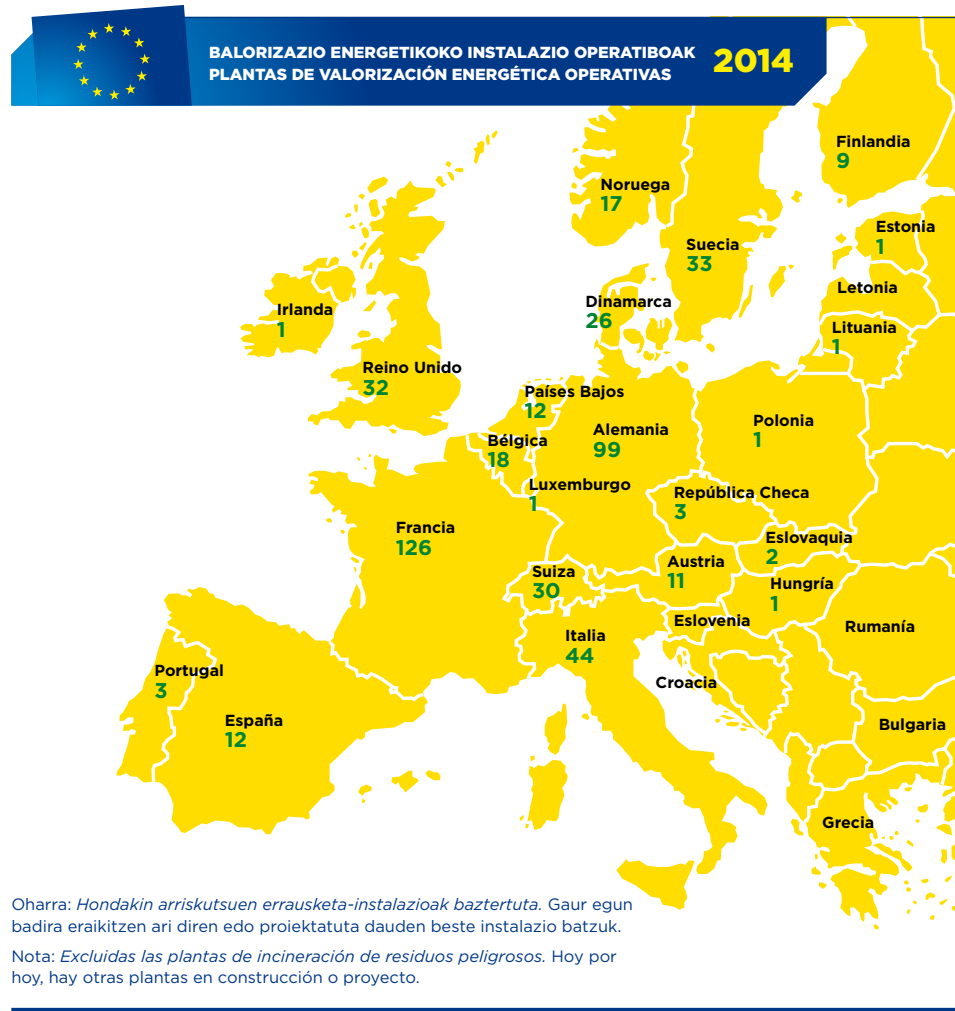 BALORIZAZIO ENERGETIKOKO INSTALAZIO OPERATIBOAK
PLANTAS DE VALORIZACIÓN ENERGÉTICA OPERATIVAS
2014
Finlandia
9
Noruega
17
Estonia
1
Suecia
33
Letonia
Dinamarca
26
Irlanda
1
Lituania
1
Reino Unido
32
Países Bajos
12
Polonia
1
Alemania
99
Bélgica
18
Luxemburgo
1
República Checa
3
Francia
126
Eslovaquia
2
Austria
11
Suiza
30
Hungría
1
Eslovenia
Rumanía
Italia
44
Portugal
3
Croacia
España
12
Bulgaria
Grecia
Oharra: Hondakin arriskutsuen errausketa-instalazioak baztertuta. Gaur egun
badira eraikitzen ari diren edo proiektatuta dauden beste instalazio batzuk.
Nota: Excluidas las plantas de incineración de residuos peligrosos. Hoy por
hoy, hay otras plantas en construcción o proyecto.